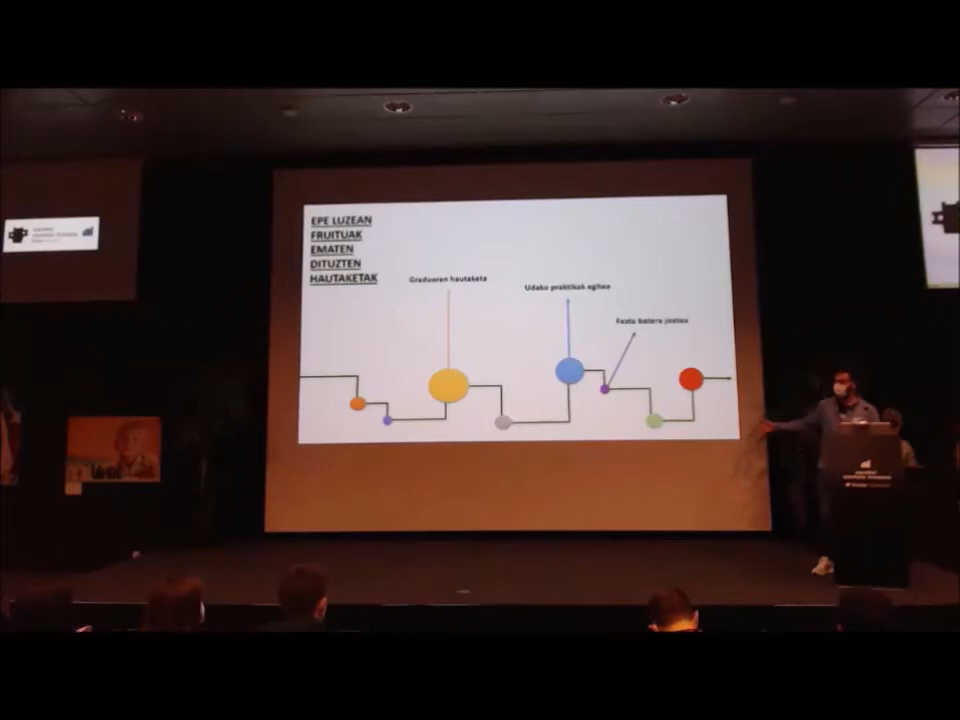 EPE LUZEAN
FRUITUAK
EMATEN
DITUZTEN
HAUTAKETAK
Graduaren hautaketa
Udako praktikak egitea
Festa batera joatea